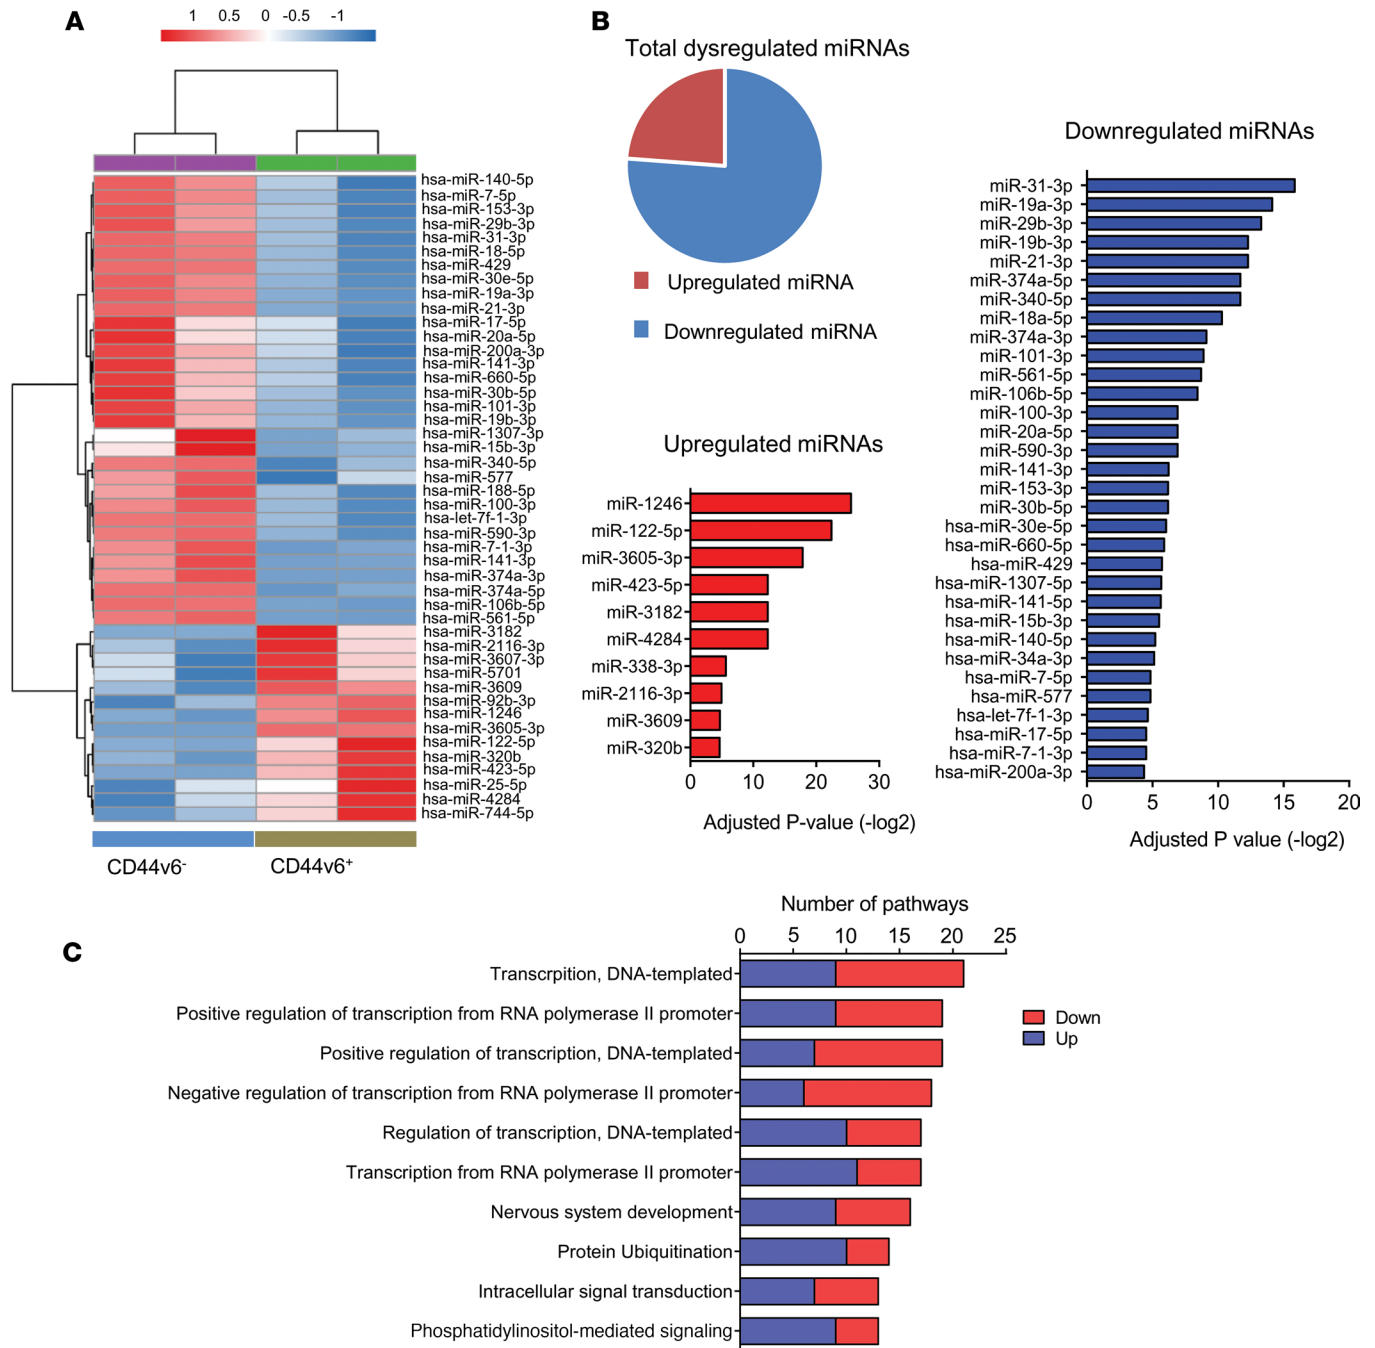 A
1 0.5 0 -0.5 -1
hsa-miR-140-5p
hsa-miR-7-5p
hsa-miR-153-3p
hsa-miR-29b-3p
hsa-miR-31-3p
hsa-miR-18-5p
hsa-miR-429
hsa-miR-30e-5p
hsa-miR-19a-3p
hsa-miR-21-3p
hsa-miR-17-5p
hsa-miR-20a-5p
hsa-miR-200a-3p
hsa-miR-141-3p
hsa-miR-660-5p
hsa-miR-30b-5p
hsa-miR-101-3p
hsa-miR-19b-3p
hsa-miR-1307-3p
hsa-miR-15b-3p
hsa-miR-340-5p
hsa-miR-577
hsa-miR-188-5p
hsa-miR-100-3p
hsa-let-7f-1-3p
hsa-miR-590-3p
hsa-miR-7-1-3p
hsa-miR-141-3p
hsa-miR-374a-3p
hsa-miR-374a-5p
hsa-miR-106b-5p
hsa-miR-561-5p
hsa-miR-3182
hsa-miR-2116-3p
hsa-miR-3607-3p
hsa-miR-5701
hsa-miR-3609
hsa-miR-92b-3p
hsa-miR-1246
hsa-miR-3605-3p
hsa-miR-122-5p
hsa-miR-320b
hsa-miR-423-5p
hsa-miR-25-5p
hsa-miR-4284
hsa-miR-744-5p
CD44v6- CD44v6+
B
Total dysregulated miRNAs
Upregulated miRNA
Downregulated miRNA
Upregulated miRNAs
miR-1246
miR-122-5p
miR-3605-3p
miR-423-5p
miR-3182
miR-4284
miR-338-3p
miR-2116-3p
miR-3609
miR-320b
0 10 20 30
Adjusted P-value (-log2)
Downregulated miRNAs
miR-31-3p
miR-19a-3p
miR-29b-3p
miR-19b-3p
miR-21-3p
miR-374a-5p
miR-340-5p
miR-18a-5p
miR-374a-3p
miR-101-3p
miR-561-5p
miR-106b-5p
miR-100-3p
miR-20a-5p
miR-590-3p
miR-141-3p
miR-153-3p
miR-30b-5p
hsa-miR-30e-5p
hsa-miR-660-5p
hsa-miR-429
hsa-miR-1307-5p
hsa-miR-141-5p
hsa-miR-15b-3p
hsa-miR-140-5p
hsa-miR-34a-3p
hsa-miR-7-5p
hsa-miR-577
hsa-let-7f-1-3p
hsa-miR-17-5p
hsa-miR-7-1-3p
hsa-miR-200a-3p
0 5 10 15 20
Adjusted P value (-log2)
C
Number of pathways
0 5 10 15 20 25
Transcrpition, DNA-templated
Positive regulation of transcription from RNA polymerase II promoter
Positive regulation of transcription, DNA-templated
Negative regulation of transcription from RNA polymerase II promoter
Regulation of transcription, DNA-templated
Transcription from RNA polymerase II promoter
Nervous system development
Protein Ubiquitination
Intracellular signal transduction
Phosphatidylinositol-mediated signaling
Down
Up